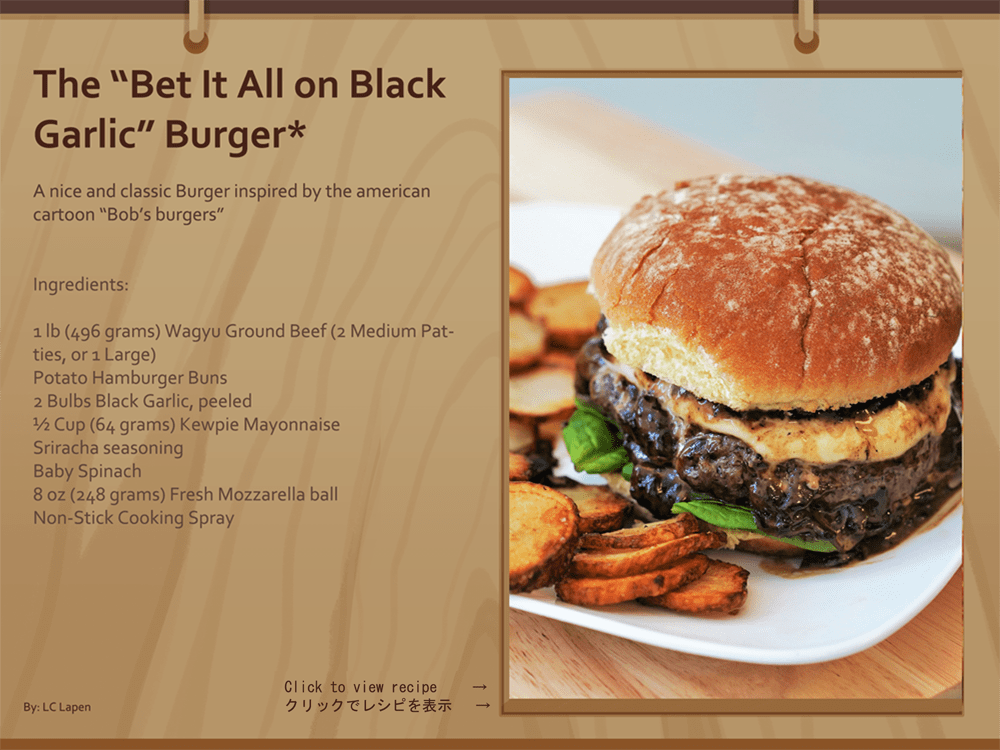 The “Bet It All on Black
Garlic” Burger*
A nice and classic Burger inspired by the american
cartoon “Bob’s burgers”
Ingredients:
1 lb (496 grams) Wagyu Ground Beef (2 Medium Pat-
ties, or 1 Large)
Potato Hamburger Buns
2 Bulbs Black Garlic, peeled
½ Cup (64 grams) Kewpie Mayonnaise
Sriracha seasoning
Baby Spinach
8 oz (248 grams) Fresh Mozzarella ball
Non-Stick Cooking Spray
Click to view recipe →
クリックでレシピを表示 →
By: LC Lapen